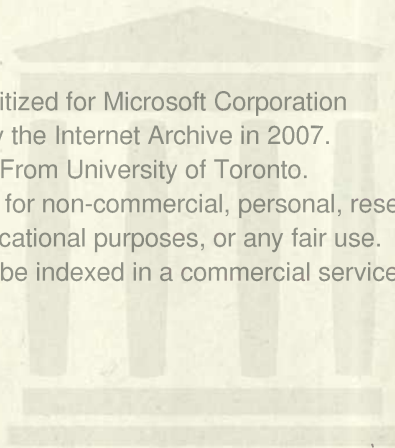 itized for Microsoft Corporation
y the Internet Archive in 2007.
From University of Toronto.
for non-commercial, personal, rese
cational purposes, or any fair use.
be indexed in a commercial service